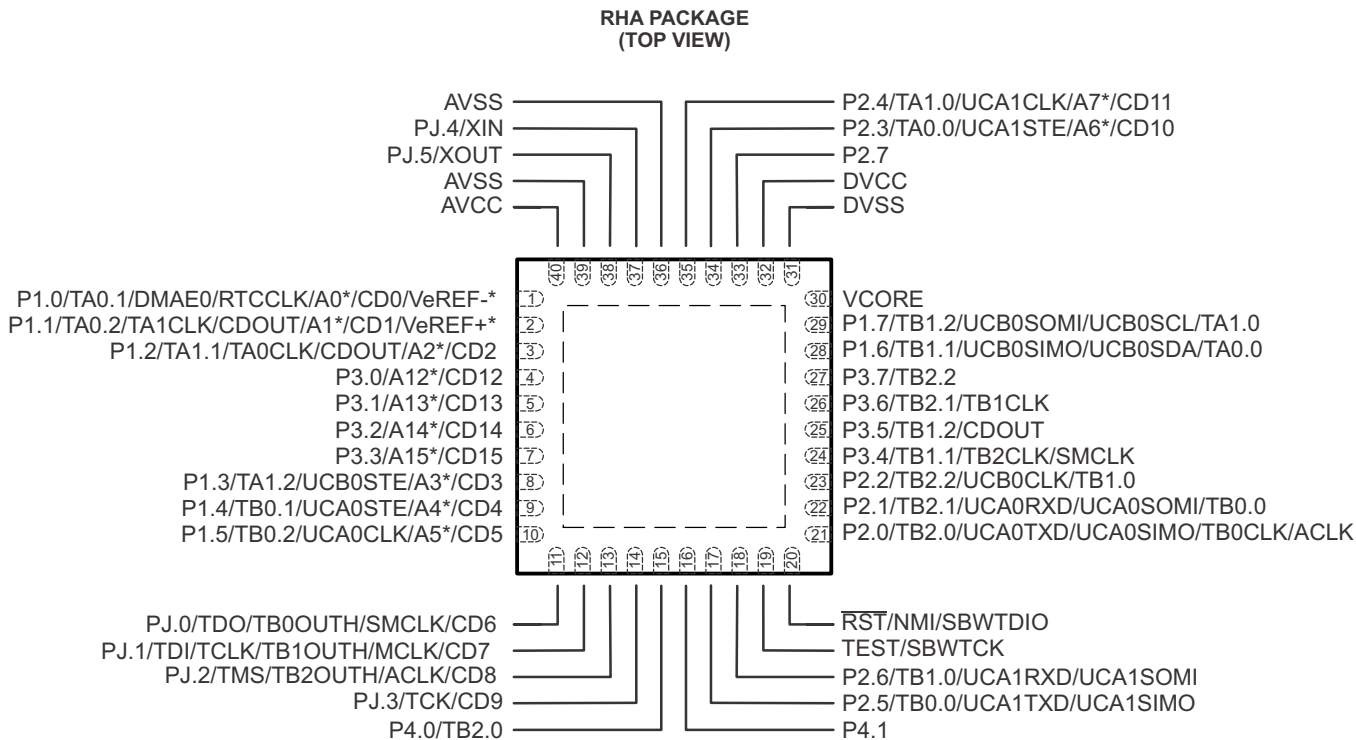 RHA PACKAGE
(TOP VIEW)
AVSS
PJ.4/XIN
PJ.5/XOUT
AVSS
AVCC
P2.4/TA1.0/UCA1CLK/A7*/CD11
P2.3/TA0.0/UCA1STE/A6*/CD10
P2.7
DVCC
DVSS
40 39 38 37 36 35 34 33 32 31
P1.0/TA0.1/DMAE0/RTCCLK/A0*/CD0/VeREF-* 1
P1.1/TA0.2/TA1CLK/CDOUT/A1*/CD1/VeREF+* 2
P1.2/TA1.1/TA0CLK/CDOUT/A2*/CD2 3
P3.0/A12*/CD12 4
P3.1/A13*/CD13 5
P3.2/A14*/CD14 6
P3.3/A15*/CD15 7
P1.3/TA1.2/UCB0STE/A3*/CD3 8
P1.4/TB0.1/UCA0STE/A4*/CD4 9
P1.5/TB0.2/UCA0CLK/A5*/CD5 10
30 VCORE
29 P1.7/TB1.2/UCB0SOMI/UCB0SCL/TA1.0
28 P1.6/TB1.1/UCB0SIMO/UCB0SDA/TA0.0
27 P3.7/TB2.2
26 P3.6/TB2.1/TB1CLK
25 P3.5/TB1.2/CDOUT
24 P3.4/TB1.1/TB2CLK/SMCLK
23 P2.2/TB2.2/UCB0CLK/TB1.0
22 P2.1/TB2.1/UCA0RXD/UCA0SOMI/TB0.0
21 P2.0/TB2.0/UCA0TXD/UCA0SIMO/TB0CLK/ACLK
11 12 13 14 15 16 17 18 19 20
PJ.0/TDO/TB0OUTH/SMCLK/CD6
PJ.1/TDI/TCLK/TB1OUTH/MCLK/CD7
PJ.2/TMS/TB2OUTH/ACLK/CD8
PJ.3/TCK/CD9
P4.0/TB2.0
RST/NMI/SBWTDIO
TEST/SBWTCK
P2.6/TB1.0/UCA1RXD/UCA1SOMI
P2.5/TB0.0/UCA1TXD/UCA1SIMO
P4.1